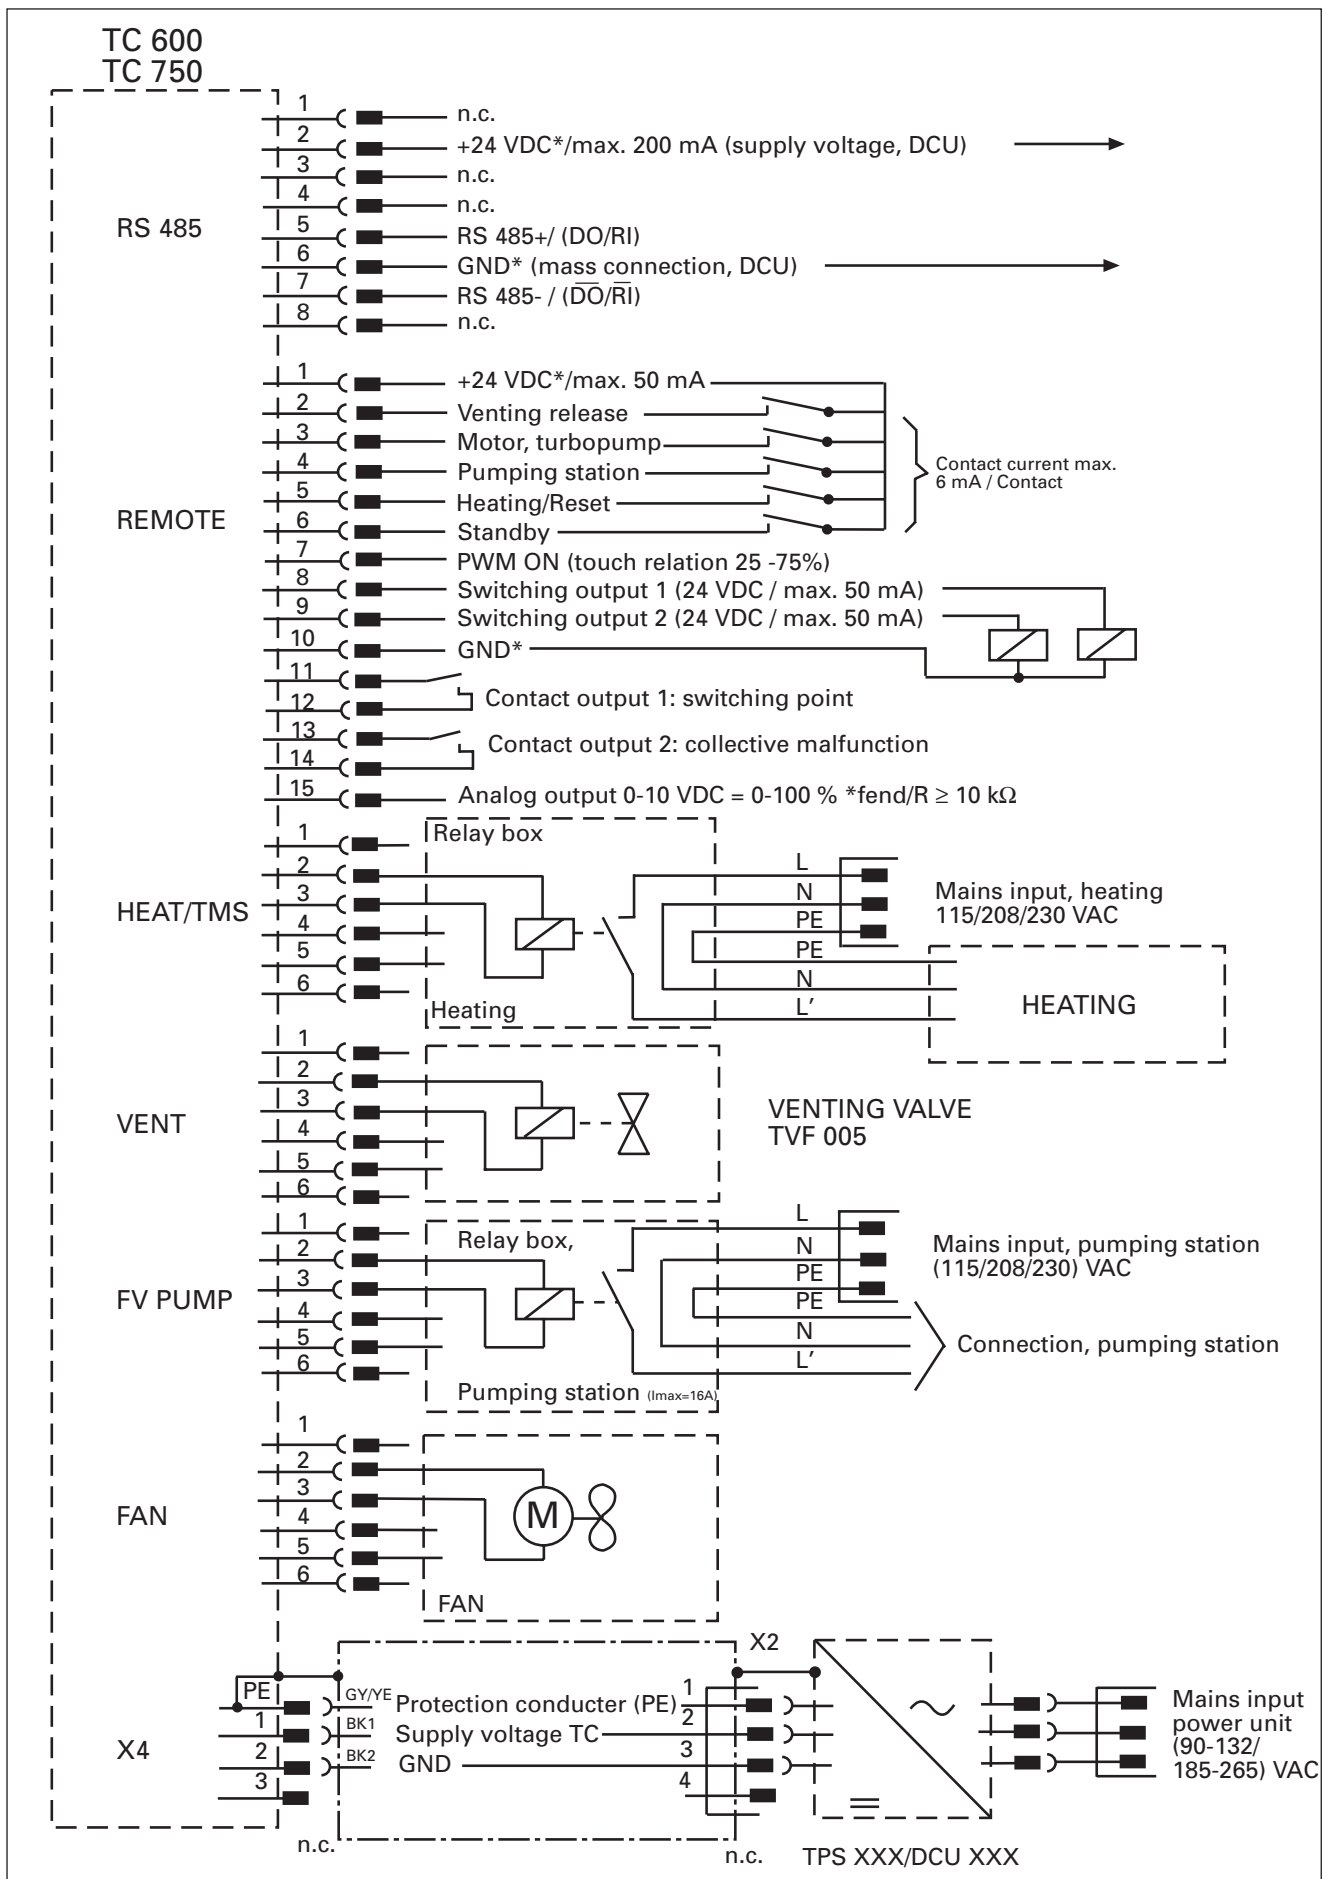 TC 600
TC 750
RS 485
1 n.c.
2 +24 VDC*/max. 200 mA (supply voltage, DCU)
3 n.c.
4 n.c.
5 RS 485+/ (DO/RI)
6 GND* (mass connection, DCU)
7 RS 485- / (D̅O̅/R̅I̅)
8 n.c.
REMOTE
1 +24 VDC*/max. 50 mA
2 Venting release
3 Motor, turbopump
4 Pumping station
5 Heating/Reset
6 Standby
Contact current max.
6 mA / Contact
7 PWM ON (touch relation 25 -75%)
8 Switching output 1 (24 VDC / max. 50 mA)
9 Switching output 2 (24 VDC / max. 50 mA)
10 GND*
11
12
Contact output 1: switching point
13
14
Contact output 2: collective malfunction
15 Analog output 0-10 VDC = 0-100 % *fend/R ≥ 10 kΩ
HEAT/TMS
1
2
3
4
5
6
Relay box
Heating
L
N
PE
PE
N
L’
Mains input, heating
115/208/230 VAC
HEATING
VENT
1
2
3
4
5
6
VENTING VALVE
TVF 005
FV PUMP
1
2
3
4
5
6
Relay box,
Pumping station (Imax=16A)
L
N
PE
PE
N
L’
Mains input, pumping station
(115/208/230) VAC
Connection, pumping station
FAN
1
2
3
4
5
6
M
FAN
X4
PE
1
2
3
GY/YE
BK1
BK2
n.c.
Protection conducter (PE)
Supply voltage TC
GND
X2
1
2
3
4
n.c.
TPS XXX/DCU XXX
Mains input
power unit
(90-132/
185-265) VAC